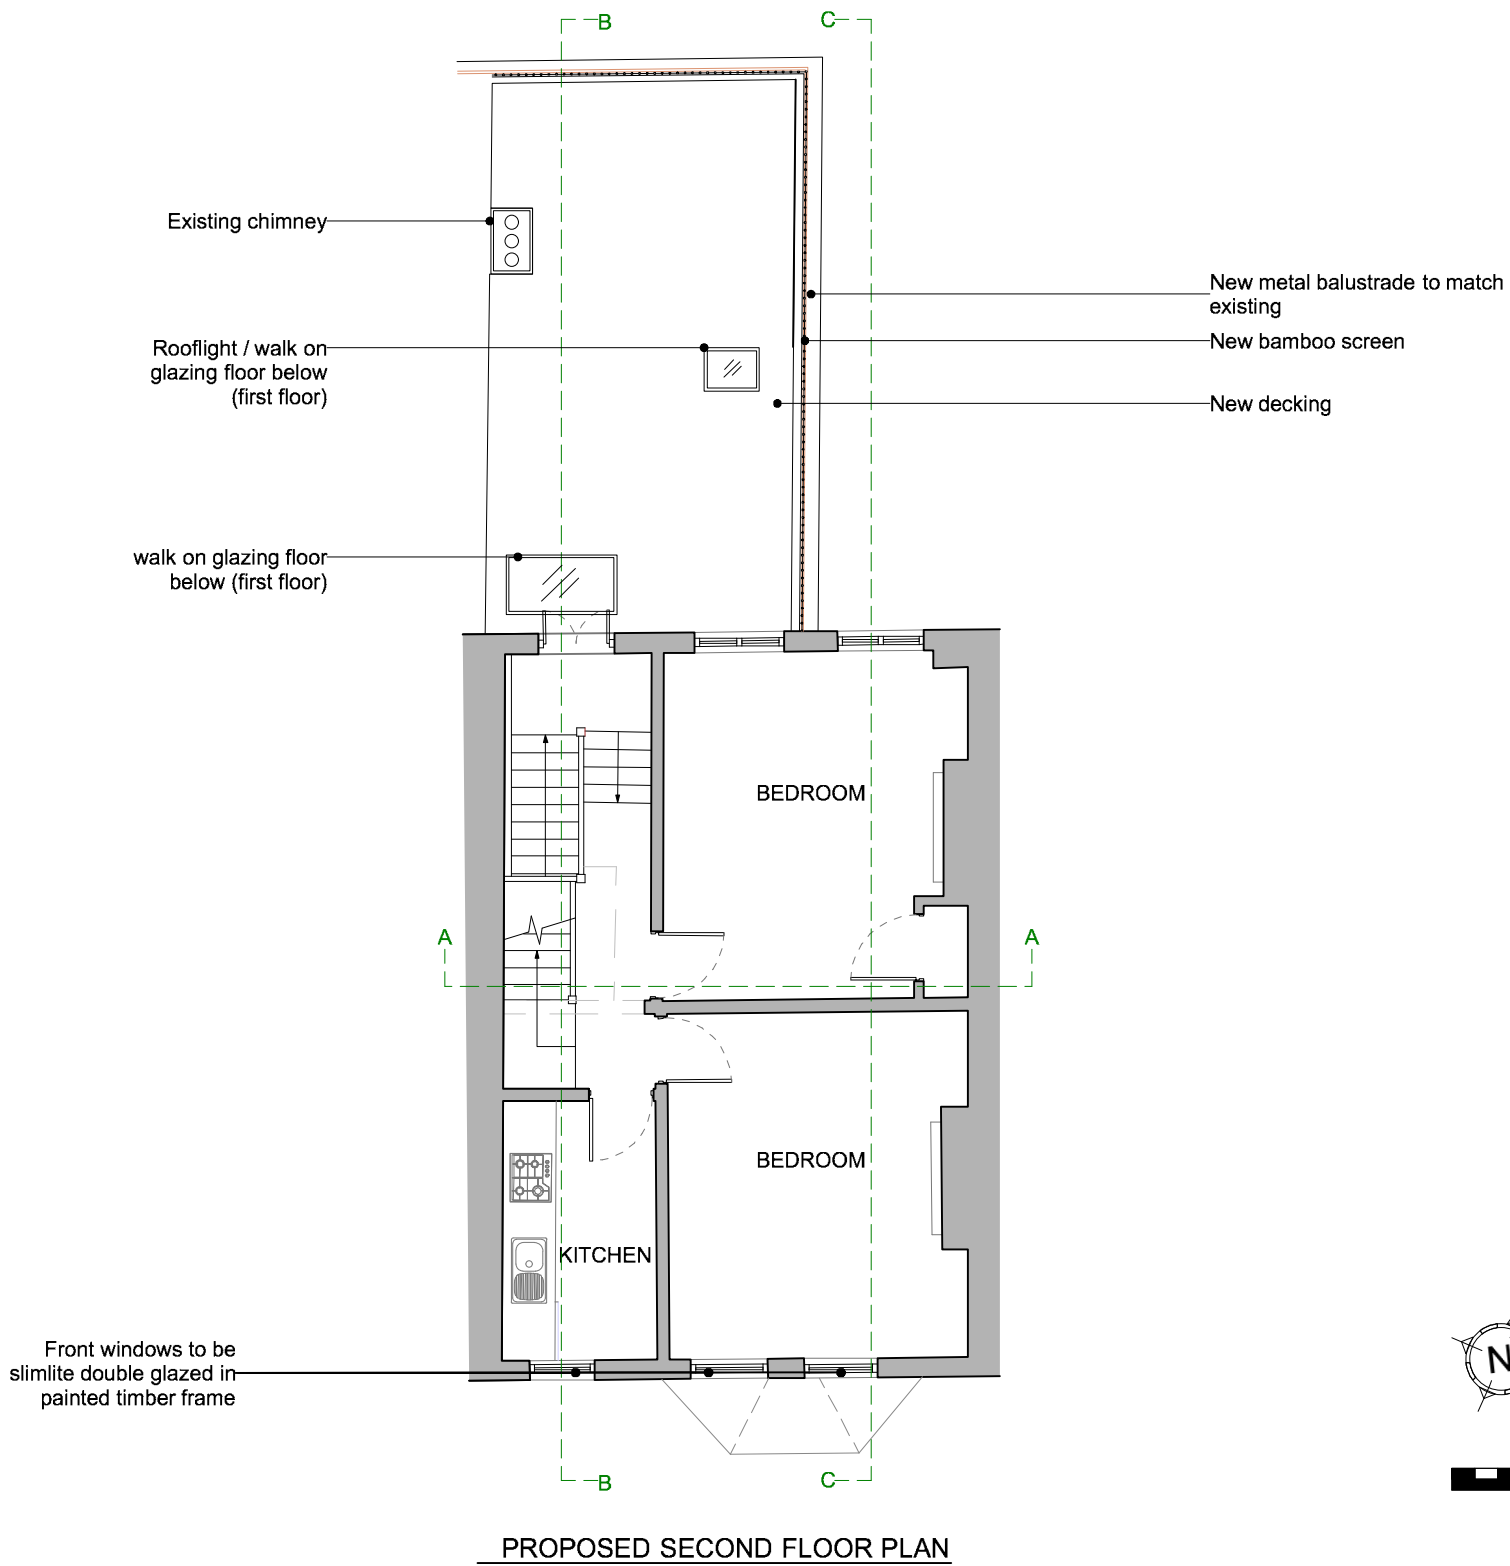 B
C
Existing chimney
New metal balustrade to match
existing
Rooflight / walk on
glazing floor below
(first floor)
New bamboo screen
New decking
walk on glazing floor
below (first floor)
BEDROOM
A
A
BEDROOM
KITCHEN
Front windows to be
slimlite double glazed in
painted timber frame
N
B
C
PROPOSED SECOND FLOOR PLAN